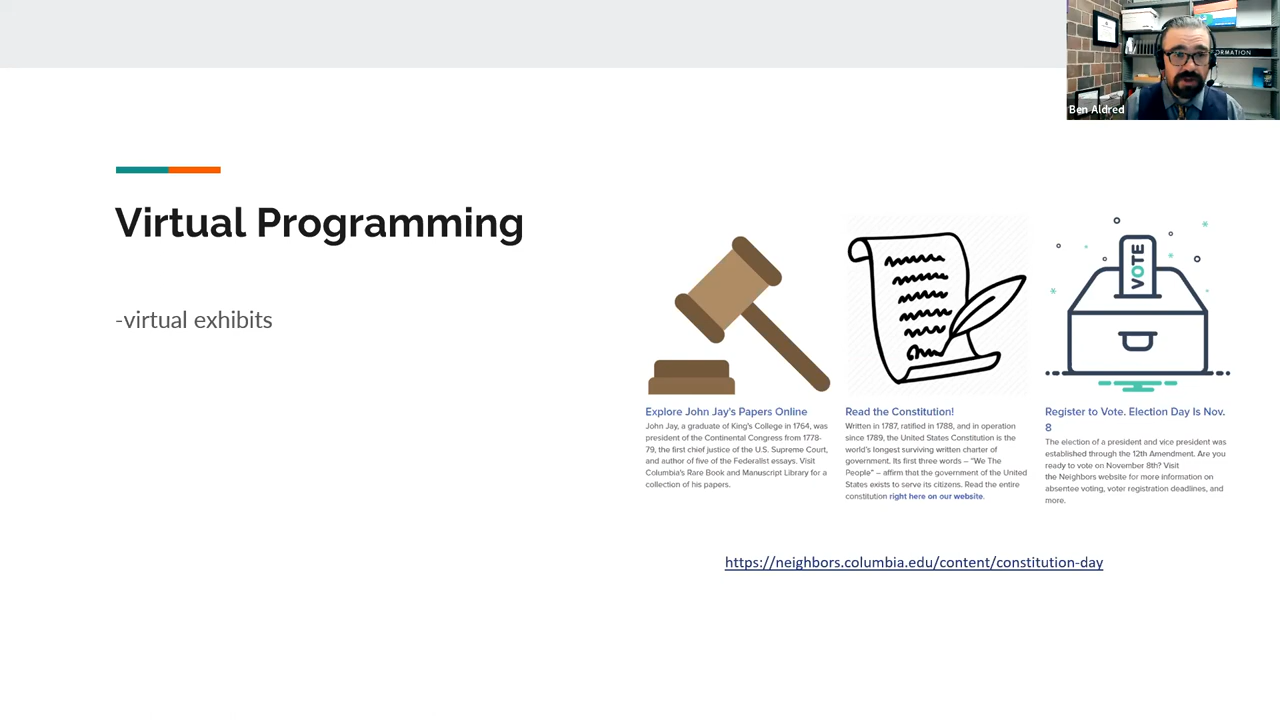 ORMATION
Ben Aldred
Virtual Programming
-virtual exhibits
VOTE
Explore John Jay's Papers Online
John Jay, a graduate of King's College in 1764, was
president of the Continental Congress from 1778-
79, the first chief justice of the U.S. Supreme Court,
and author of five of the Federalist essays. Visit
Columbia's Rare Book and Manuscript Library for a
collection of his papers.
Read the Constitution!
Written in 1787, ratified in 1788, and in operation
since 1789, the United States Constitution is the
world's longest surviving written charter of
government. Its first three words – “We The
People” – affirm that the government of the United
States exists to serve its citizens. Read the entire
constitution right here on our website.
Register to Vote. Election Day Is Nov.
8
The election of a president and vice president was
established through the 12th Amendment. Are you
ready to vote on November 8th? Visit
the Neighbors website for more information on
absentee voting, voter registration deadlines, and
more.
https://neighbors.columbia.edu/content/constitution-day